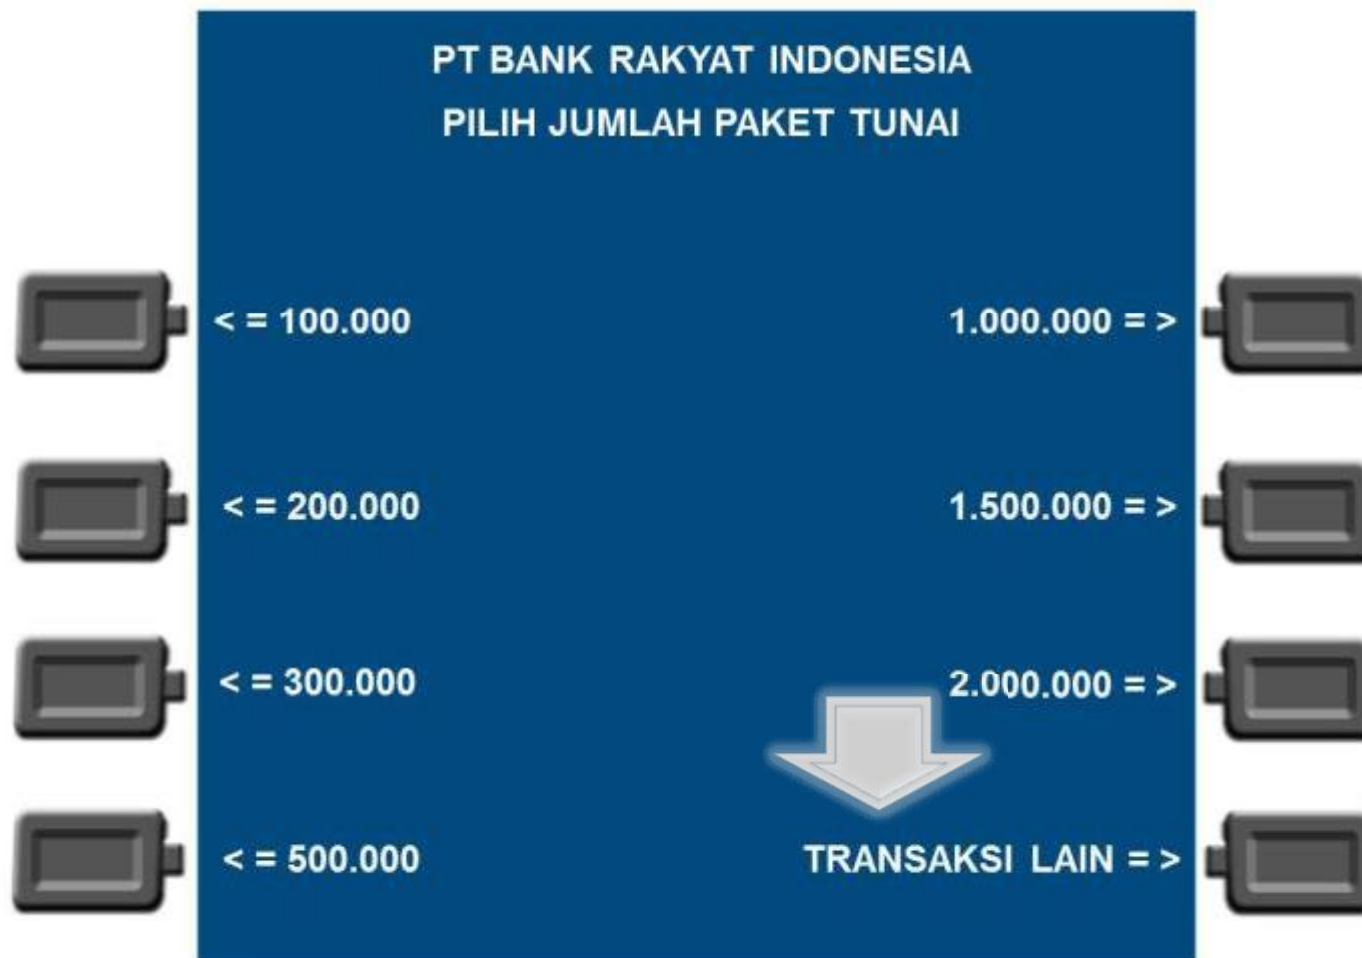 PT BANK RAKYAT INDONESIA
PILIH JUMLAH PAKET TUNAI
< = 100.000
1.000.000 = >
< = 200.000
1.500.000 = >
< = 300.000
2.000.000 = >
< = 500.000
TRANSAKSI LAIN = >